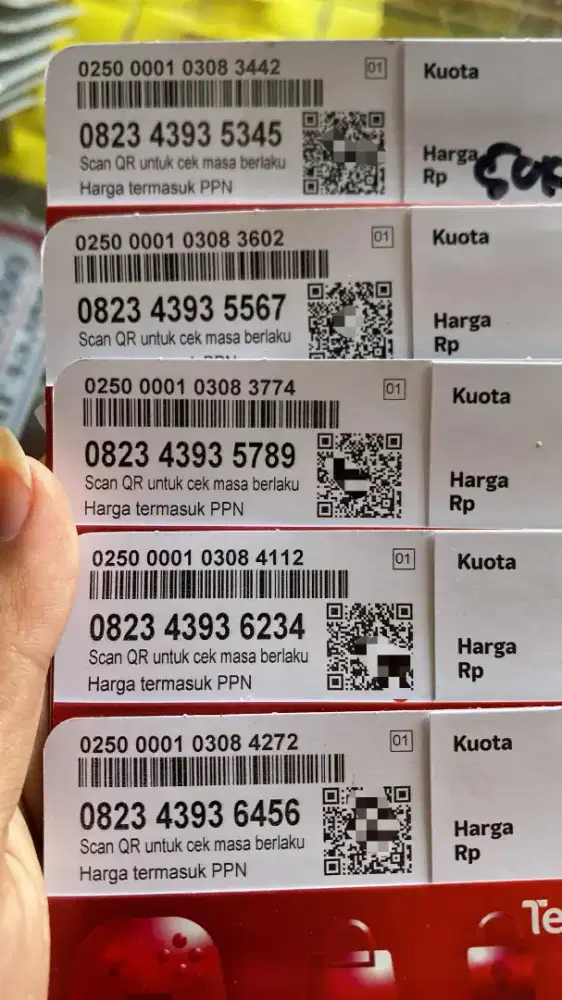 0250 0001 0308 3442
01
Kuota
0823 4393 5345
Scan QR untuk cek masa berlaku
Harga termasuk PPN
Harga
Rp
0250 0001 0308 3602
01
Kuota
0823 4393 5567
Scan QR untuk cek masa berlaku
Harga
Rp
0250 0001 0308 3774
01
Kuota
0823 4393 5789
Scan QR untuk cek masa berlaku
Harga termasuk PPN
Harga
Rp
0250 0001 0308 4112
01
Kuota
0823 4393 6234
Scan QR untuk cek masa berlaku
Harga termasuk PPN
Harga
Rp
0250 0001 0308 4272
01
Kuota
0823 4393 6456
Scan QR untuk cek masa berlaku
Harga termasuk PPN
Harga
Rp
Te